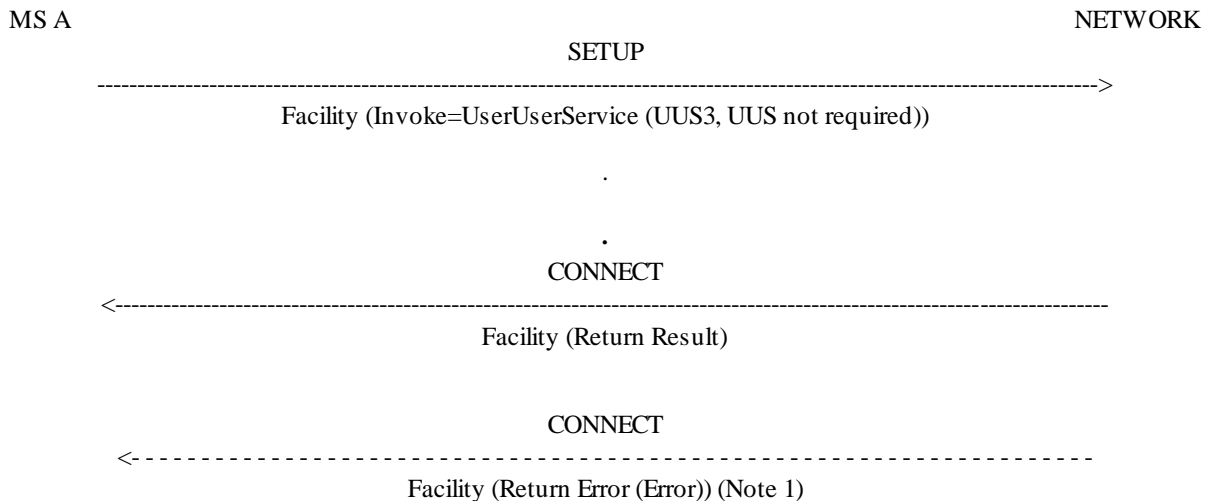 MS A NETWORK
SETUP
-------------------------------------------------------------------------------------------------------------------------------->
Facility (Invoke=UserUserService (UUS3, UUS not required))
.
.
CONNECT
<--------------------------------------------------------------------------------------------------------------------------------
Facility (Return Result)
CONNECT
<- - - - - - - - - - - - - - - - - - - - - - - - - - - - - - - - - - - - - - - - - - - - - - - - - - - - - - - - - - - - - - - - - - - - - -
Facility (Return Error (Error)) (Note 1)